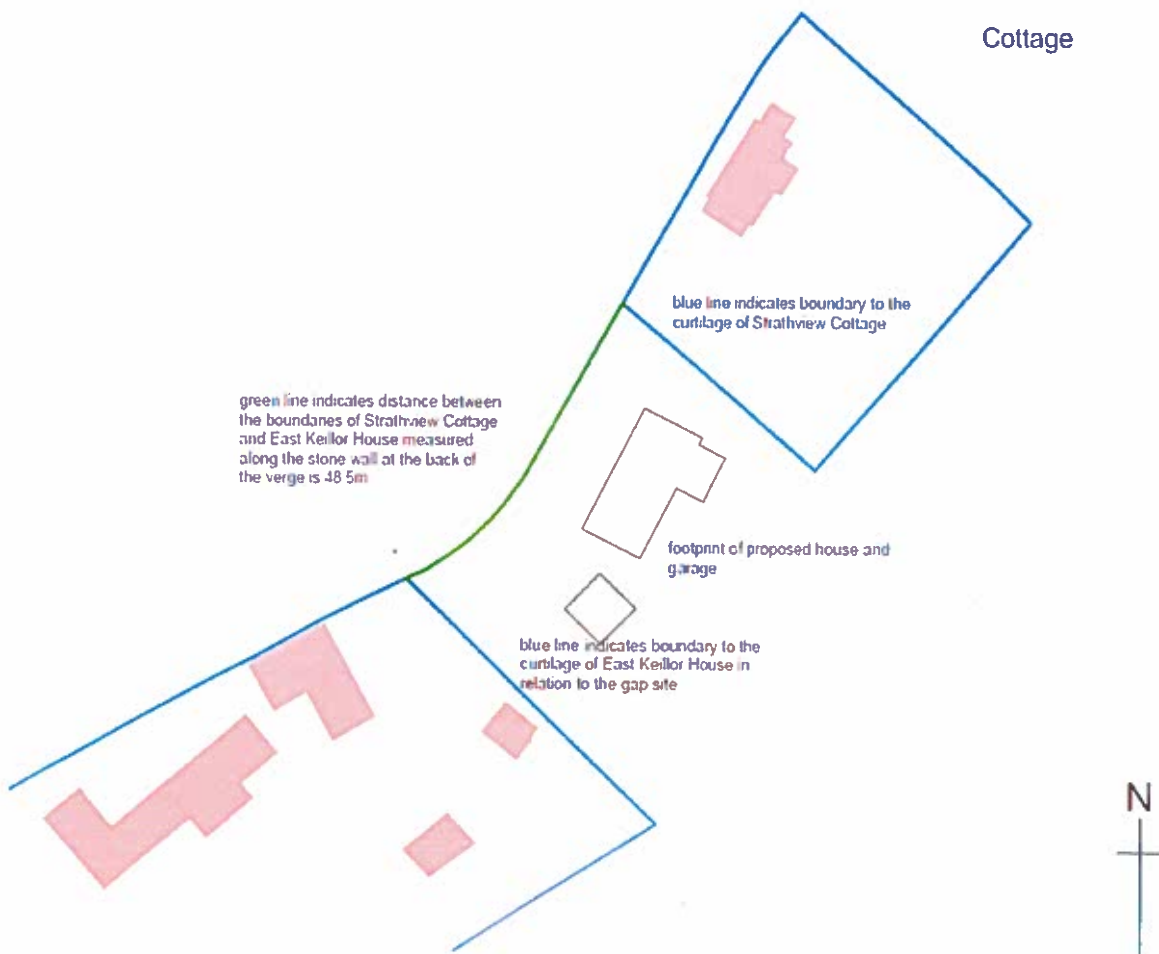 Cottage
blue line indicates boundary to the
curtilage of Strathview Cottage
green line indicates distance between
the boundaries of Strathview Cottage
and East Keillor House measured
along the stone wall at the back of
the verge is 48.5m
footprint of proposed house and
garage
blue line indicates boundary to the
curtilage of East Keillor House in
relation to the gap site
N